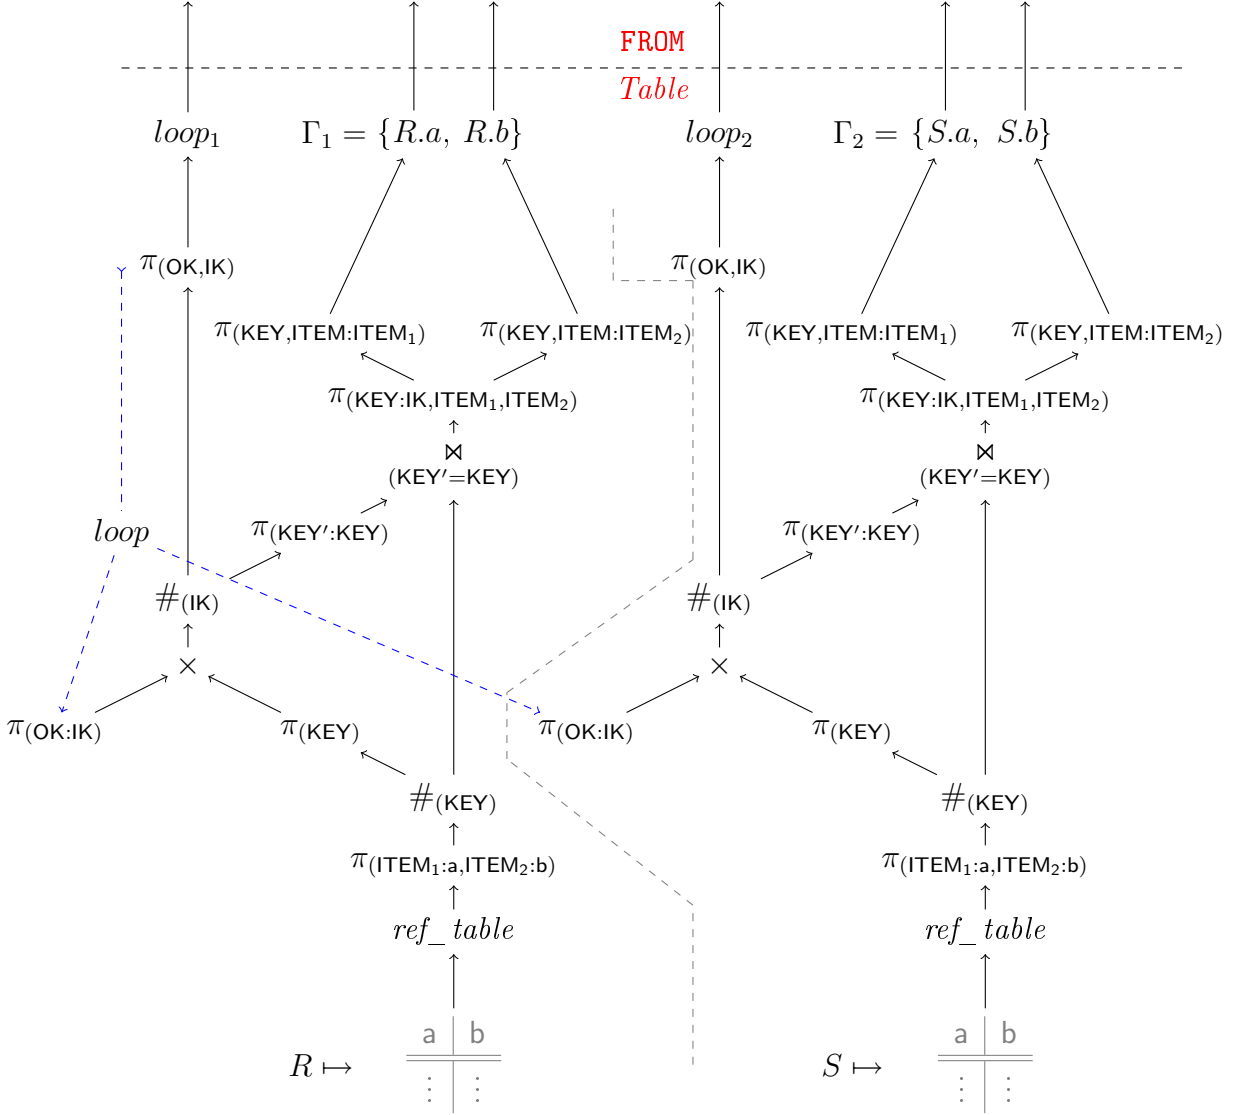 FROM
Table
loop₁ Γ₁ = {R.a, R.b} loop₂ Γ₂ = {S.a, S.b}
π(OK,IK) π(OK,IK)
π(KEY,ITEM:ITEM₁) π(KEY,ITEM:ITEM₂) π(KEY,ITEM:ITEM₁) π(KEY,ITEM:ITEM₂)
π(KEY:IK,ITEM₁,ITEM₂) π(KEY:IK,ITEM₁,ITEM₂)
⋈ ⋈
(KEY′=KEY) (KEY′=KEY)
loop π(KEY′:KEY) π(KEY′:KEY)
#(IK) #(IK)
× ×
π(OK:IK) π(KEY) π(OK:IK) π(KEY)
#(KEY) #(KEY)
π(ITEM₁:a,ITEM₂:b) π(ITEM₁:a,ITEM₂:b)
ref_table ref_table
a b a b
R ↦ S ↦
⋮ ⋮ ⋮ ⋮